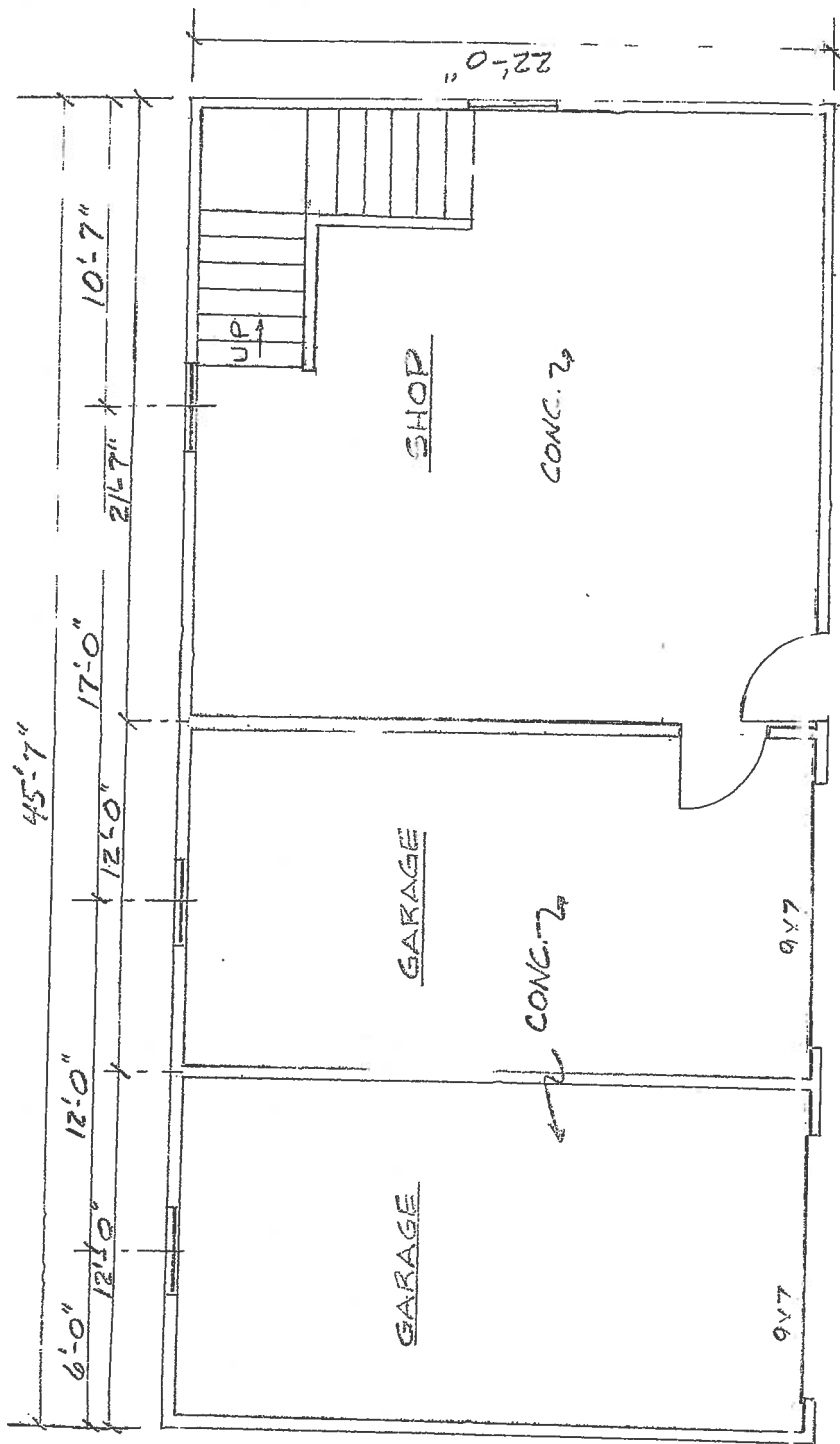 45'-7"
6'-0"
12'-0"
17'-0"
10'-7"
12'-0"
12'-0"
21'-7"
22'-0"
UP
GARAGE
GARAGE
SHOP
CONC.
CONC.
9x7
9x7